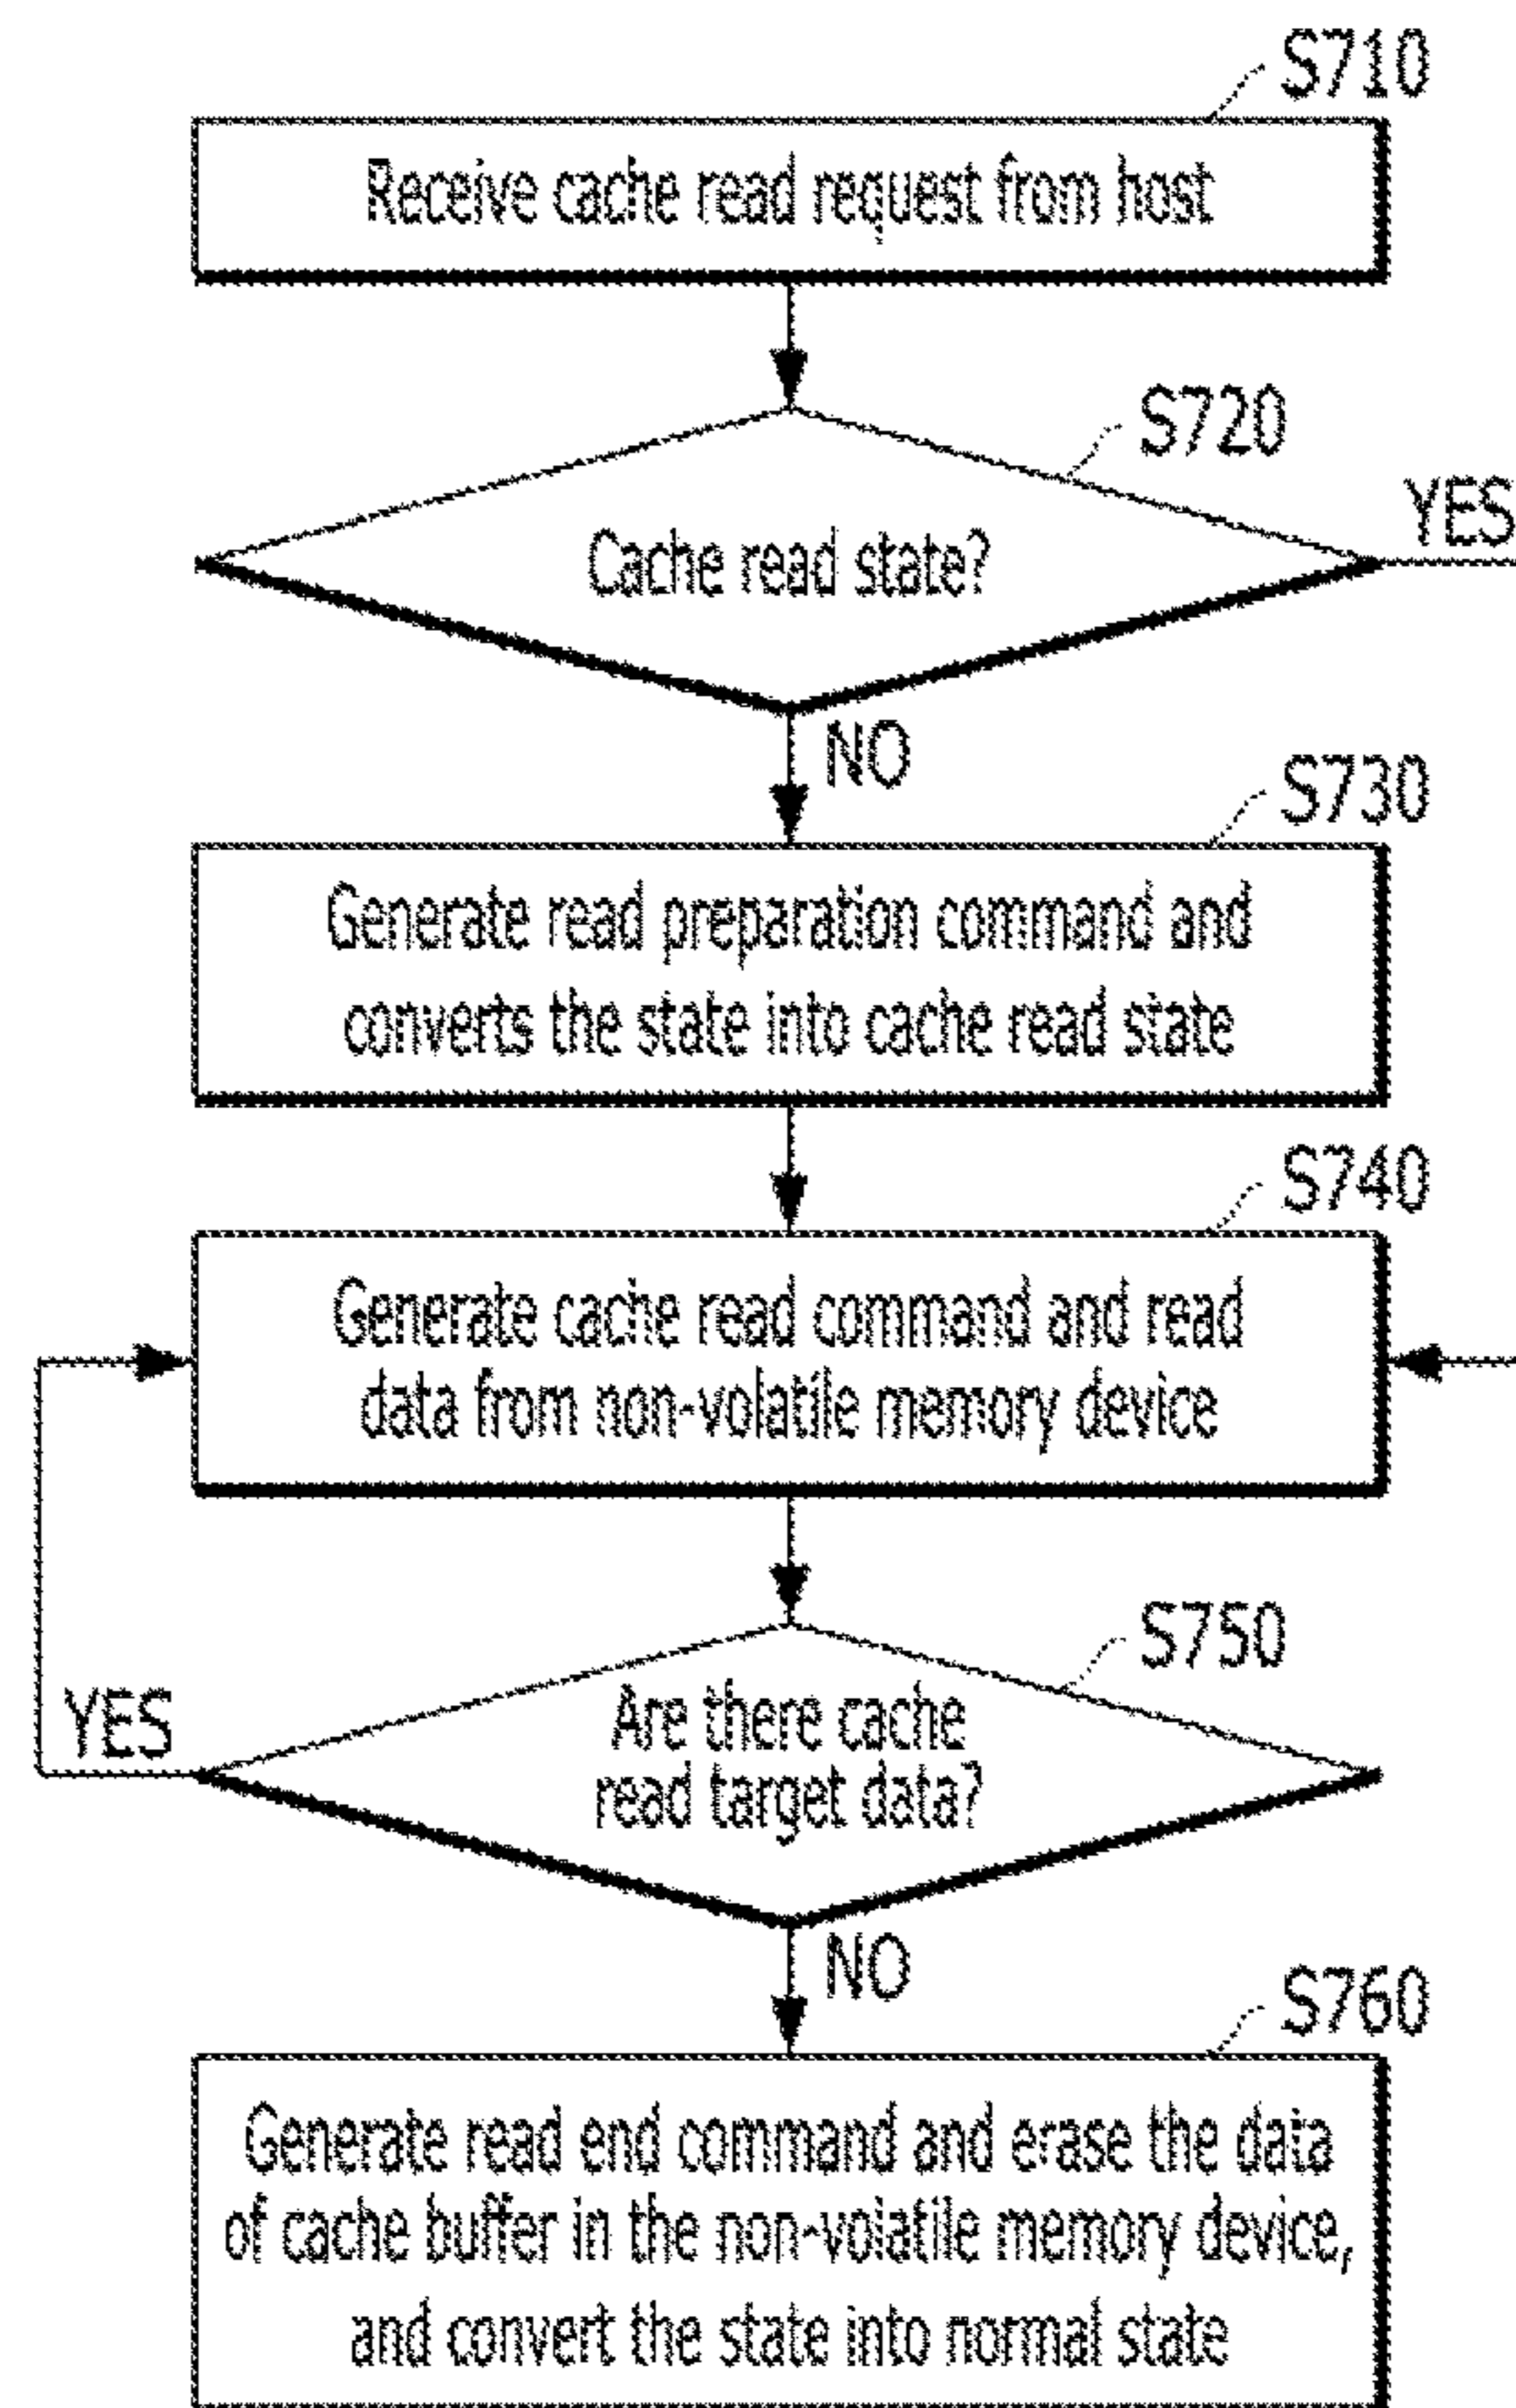 S710
Receive cache read request from host
S720
YES
Cache read state?
NO
S730
Generate read preparation command and
converts the state into cache read state
S740
Generate cache read command and read
data from non-volatile memory device
S750
YES
Are there cache
read target data?
NO
S760
Generate read end command and erase the data
of cache buffer in the non-volatile memory device,
and convert the state into normal state